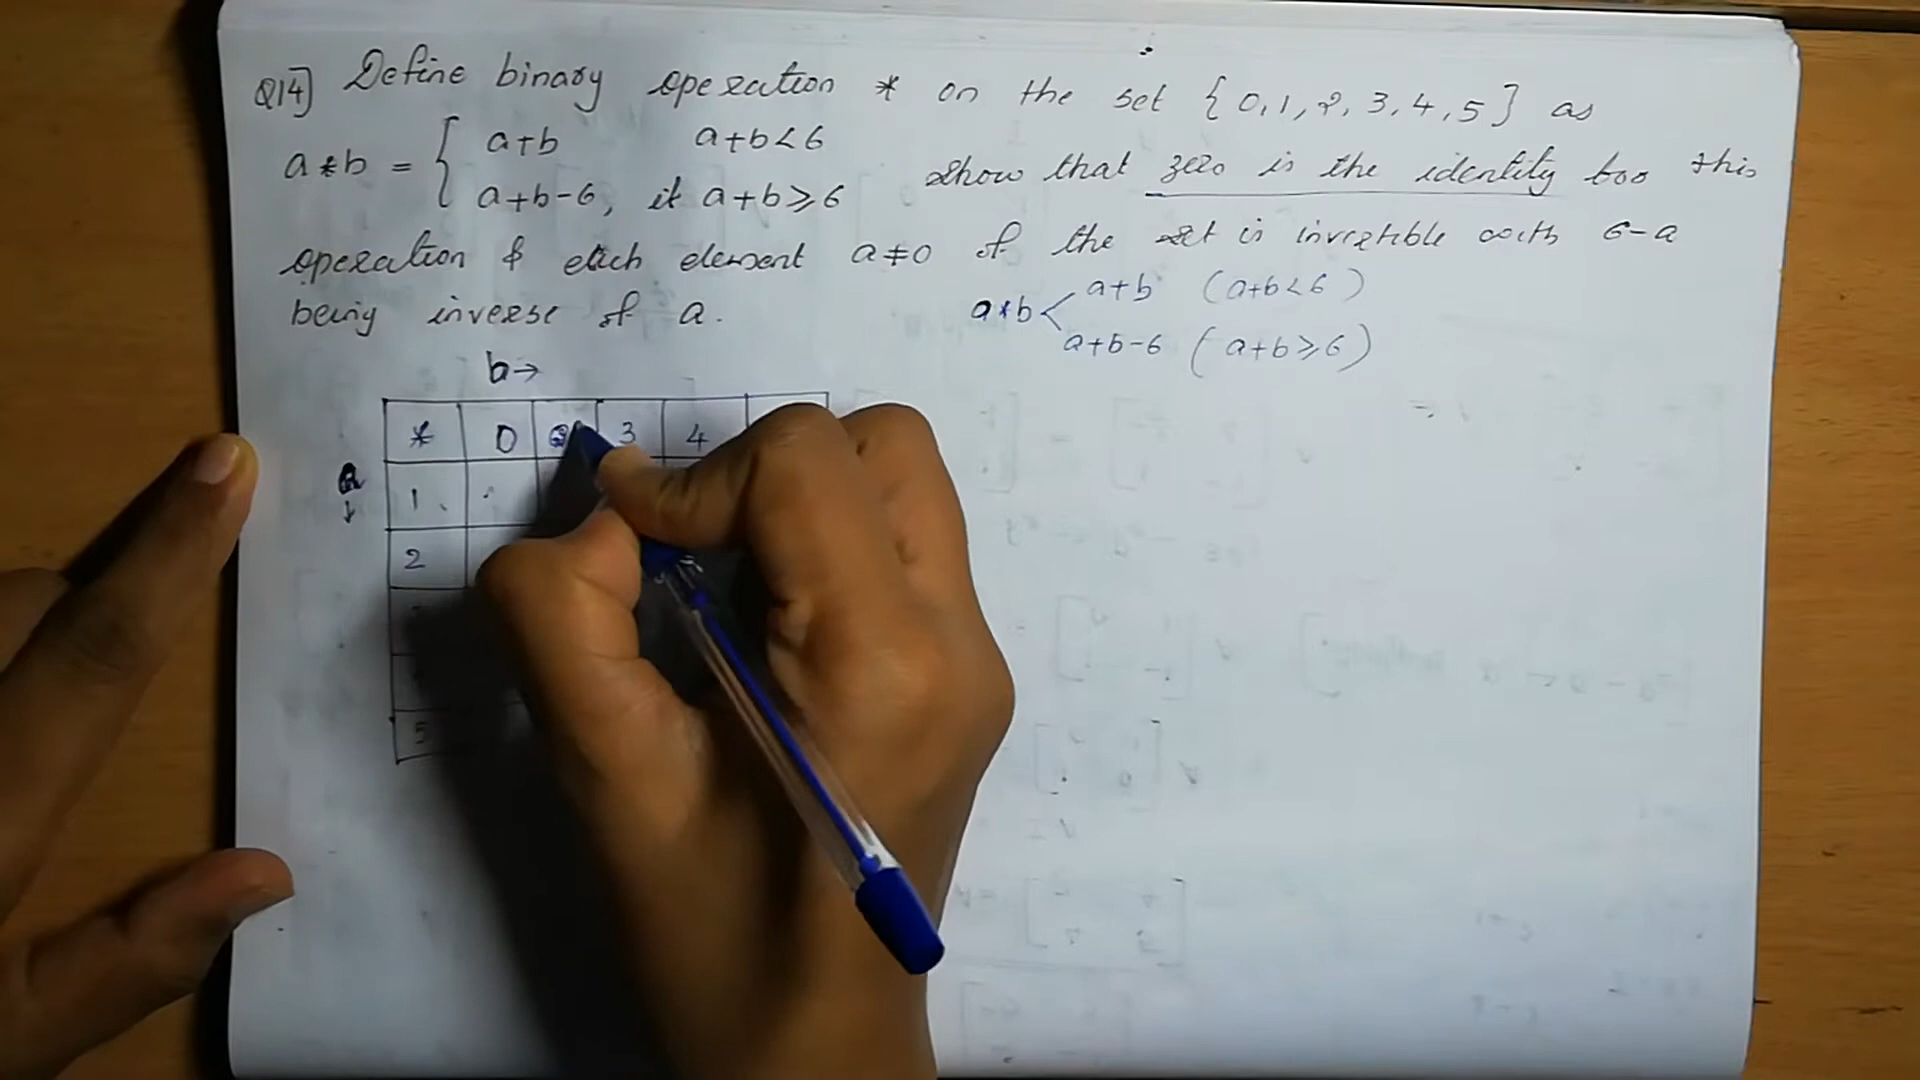 Q14] Define binary operation * on the set { 0, 1, 2, 3, 4, 5 } as
a * b = { a+b a+b<6
a+b-6, if a+b⩾6 show that zero is the identity for this
operation & each element a≠0 of the set is invertible with 6-a
being inverse of a.
a*b < a+b (a+b<6)
a+b-6 (a+b⩾6)
b→
* 0 3 4
a
↓
1
2
5